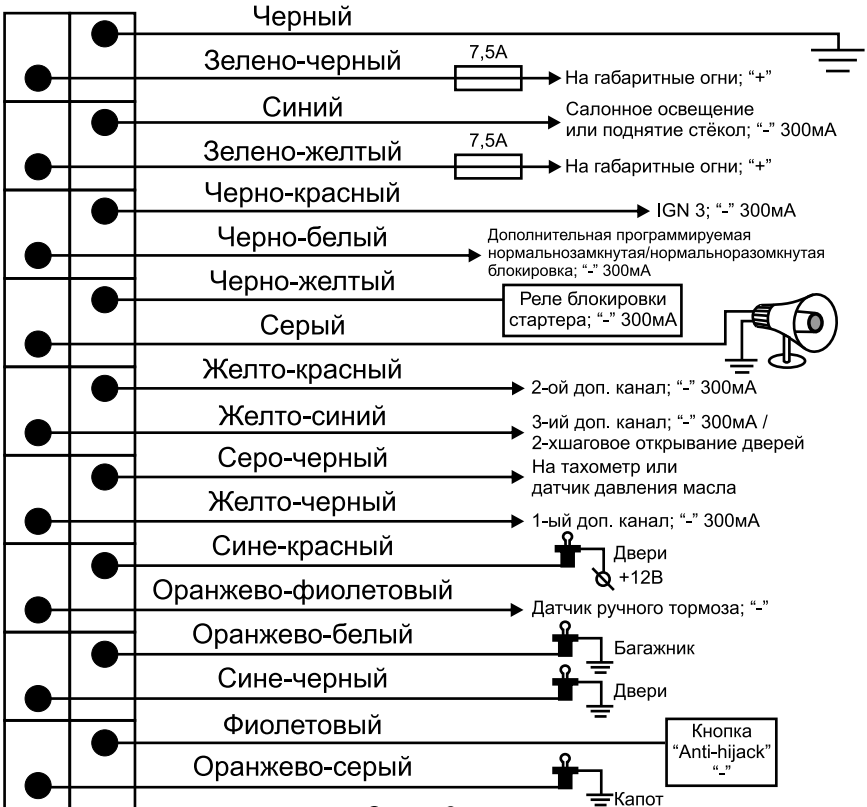 Черный
Зелено-черный
7,5А
На габаритные огни; “+”
Синий
Салонное освещение
или поднятие стёкол; “-” 300мА
Зелено-желтый
7,5А
На габаритные огни; “+”
Черно-красный
IGN 3; “-” 300мА
Черно-белый
Дополнительная программируемая
нормальнозамкнутая/нормальноразомкнутая
блокировка; “-” 300мА
Черно-желтый
Реле блокировки
стартера; “-” 300мА
Серый
Желто-красный
2-ой доп. канал; “-” 300мА
Желто-синий
3-ий доп. канал; “-” 300мА /
2-хшаговое открывание дверей
Серо-черный
На тахометр или
датчик давления масла
Желто-черный
1-ый доп. канал; “-” 300мА
Сине-красный
Двери
+12В
Оранжево-фиолетовый
Датчик ручного тормоза; “-”
Оранжево-белый
Багажник
Сине-черный
Двери
Фиолетовый
Кнопка
“Anti-hijack”
“-”
Оранжево-серый
Капот